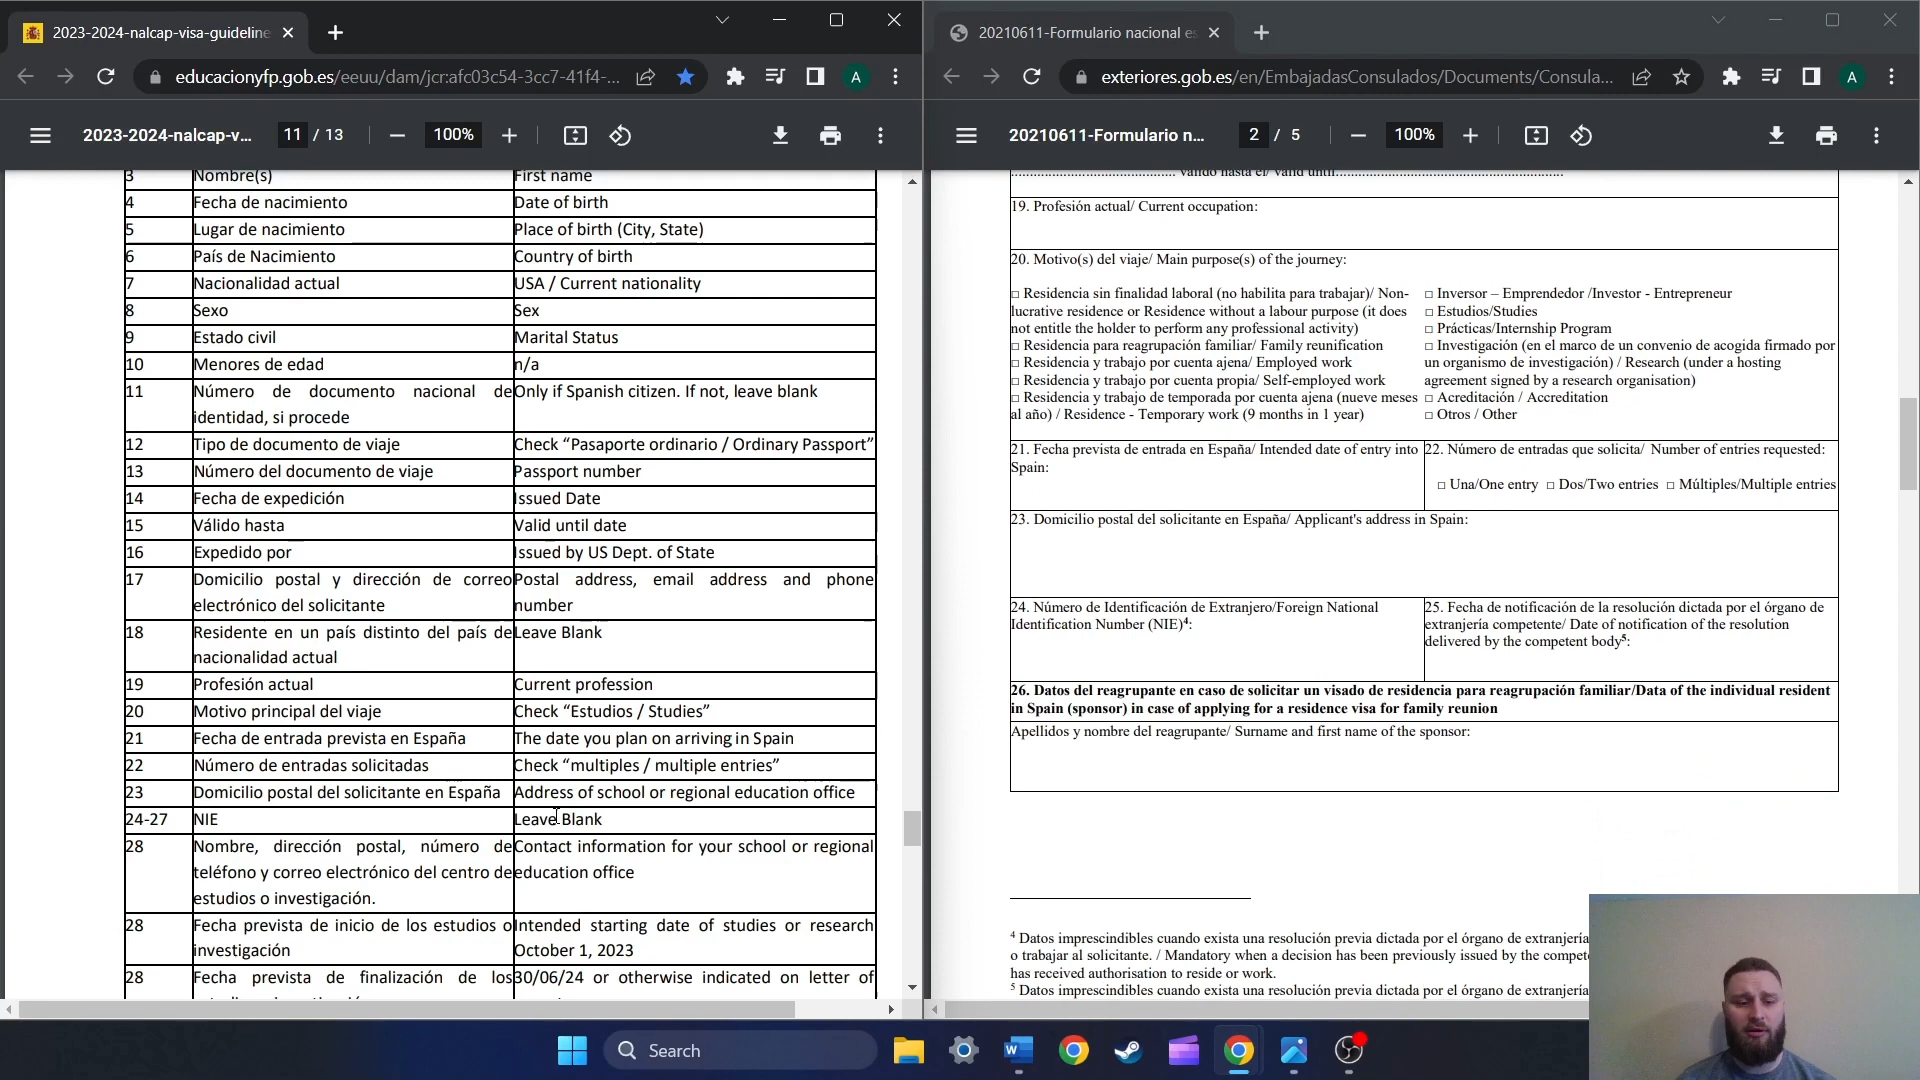 2023-2024-nalcap-visa-guideline
educacionyfp.gob.es/eeuu/dam/jcr:afc03c54-3cc7-41f4-...
A
2023-2024-nalcap-v...
11 / 13
100%
3 Nombre(s) First name
4 Fecha de nacimiento Date of birth
5 Lugar de nacimiento Place of birth (City, State)
6 País de Nacimiento Country of birth
7 Nacionalidad actual USA / Current nationality
8 Sexo Sex
9 Estado civil Marital Status
10 Menores de edad n/a
11 Número de documento nacional de Only if Spanish citizen. If not, leave blank
identidad, si procede
12 Tipo de documento de viaje Check “Pasaporte ordinario / Ordinary Passport”
13 Número del documento de viaje Passport number
14 Fecha de expedición Issued Date
15 Válido hasta Valid until date
16 Expedido por Issued by US Dept. of State
17 Domicilio postal y dirección de correo Postal address, email address and phone
electrónico del solicitante number
18 Residente en un país distinto del país de Leave Blank
nacionalidad actual
19 Profesión actual Current profession
20 Motivo principal del viaje Check “Estudios / Studies”
21 Fecha de entrada prevista en España The date you plan on arriving in Spain
22 Número de entradas solicitadas Check “multiples / multiple entries”
23 Domicilio postal del solicitante en España Address of school or regional education office
24-27 NIE Leave Blank
28 Nombre, dirección postal, número de Contact information for your school or regional
teléfono y correo electrónico del centro de education office
estudios o investigación.
28 Fecha prevista de inicio de los estudios o Intended starting date of studies or research
investigación October 1, 2023
28 Fecha prevista de finalización de los 30/06/24 or otherwise indicated on letter of
20210611-Formulario nacional es
exteriores.gob.es/en/EmbajadasConsulados/Documents/Consula...
A
20210611-Formulario n...
2 / 5
100%
válido hasta el/ valid until
19. Profesión actual/ Current occupation:
20. Motivo(s) del viaje/ Main purpose(s) of the journey:
□ Residencia sin finalidad laboral (no habilita para trabajar)/ Non-
lucrative residence or Residence without a labour purpose (it does
not entitle the holder to perform any professional activity)
□ Residencia para reagrupación familiar/ Family reunification
□ Residencia y trabajo por cuenta ajena/ Employed work
□ Residencia y trabajo por cuenta propia/ Self-employed work
□ Residencia y trabajo de temporada por cuenta ajena (nueve meses
al año) / Residence - Temporary work (9 months in 1 year)
□ Inversor – Emprendedor /Investor - Entrepreneur
□ Estudios/Studies
□ Prácticas/Internship Program
□ Investigación (en el marco de un convenio de acogida firmado por
un organismo de investigación) / Research (under a hosting
agreement signed by a research organisation)
□ Acreditación / Accreditation
□ Otros / Other
21. Fecha prevista de entrada en España/ Intended date of entry into
Spain:
22. Número de entradas que solicita/ Number of entries requested:
□ Una/One entry □ Dos/Two entries □ Múltiples/Multiple entries
23. Domicilio postal del solicitante en España/ Applicant's address in Spain:
24. Número de Identificación de Extranjero/Foreign National
Identification Number (NIE)⁴:
25. Fecha de notificación de la resolución dictada por el órgano de
extranjería competente/ Date of notification of the resolution
delivered by the competent body⁵:
26. Datos del reagrupante en caso de solicitar un visado de residencia para reagrupación familiar/Data of the individual resident
in Spain (sponsor) in case of applying for a residence visa for family reunion
Apellidos y nombre del reagrupante/ Surname and first name of the sponsor:
⁴ Datos imprescindibles cuando exista una resolución previa dictada por el órgano de extranjería
o trabajar al solicitante. / Mandatory when a decision has been previously issued by the compete
has received authorisation to reside or work.
⁵ Datos imprescindibles cuando exista una resolución previa dictada por el órgano de extranjería
Search